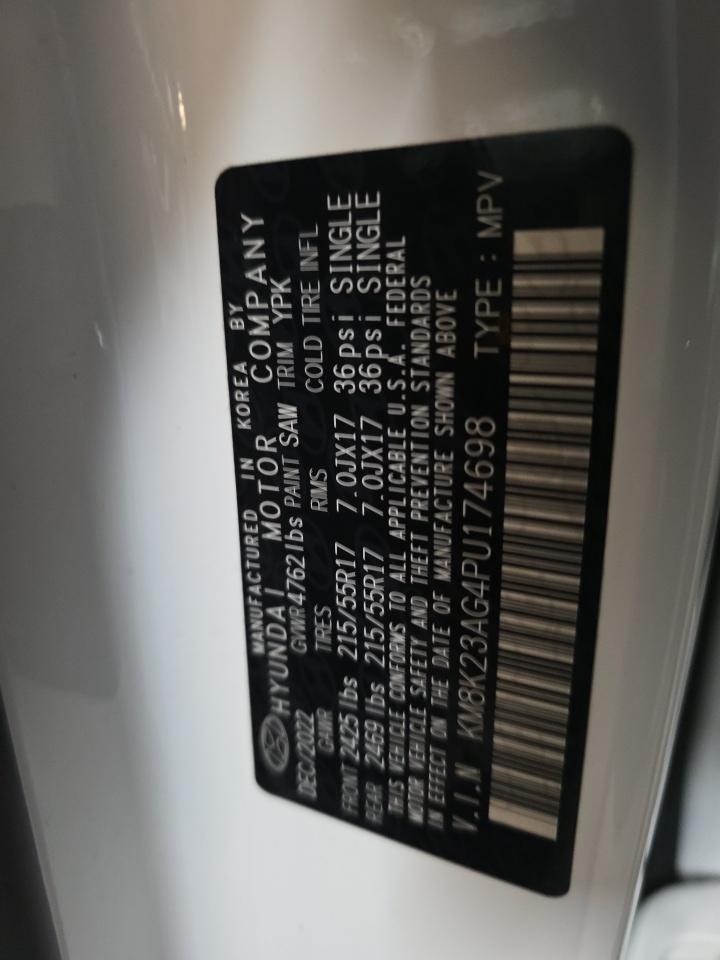 MANUFACTURED IN KOREA BY
HYUNDAI MOTOR COMPANY
DEC/2022 GVWR 4762 lbs PAINT SAW TRIM YPK
GAWR TIRES RIMS COLD TIRE INFL
FRONT 2425 lbs 215/55R17 7.0JX17 36psi SINGLE
REAR 2469 lbs 215/55R17 7.0JX17 36psi SINGLE
THIS VEHICLE CONFORMS TO ALL APPLICABLE U.S.A. FEDERAL
MOTOR VEHICLE SAFETY AND THEFT PREVENTION STANDARDS
IN EFFECT ON THE DATE OF MANUFACTURE SHOWN ABOVE
V.I.N KM8K23AG4PU174698 TYPE : MPV